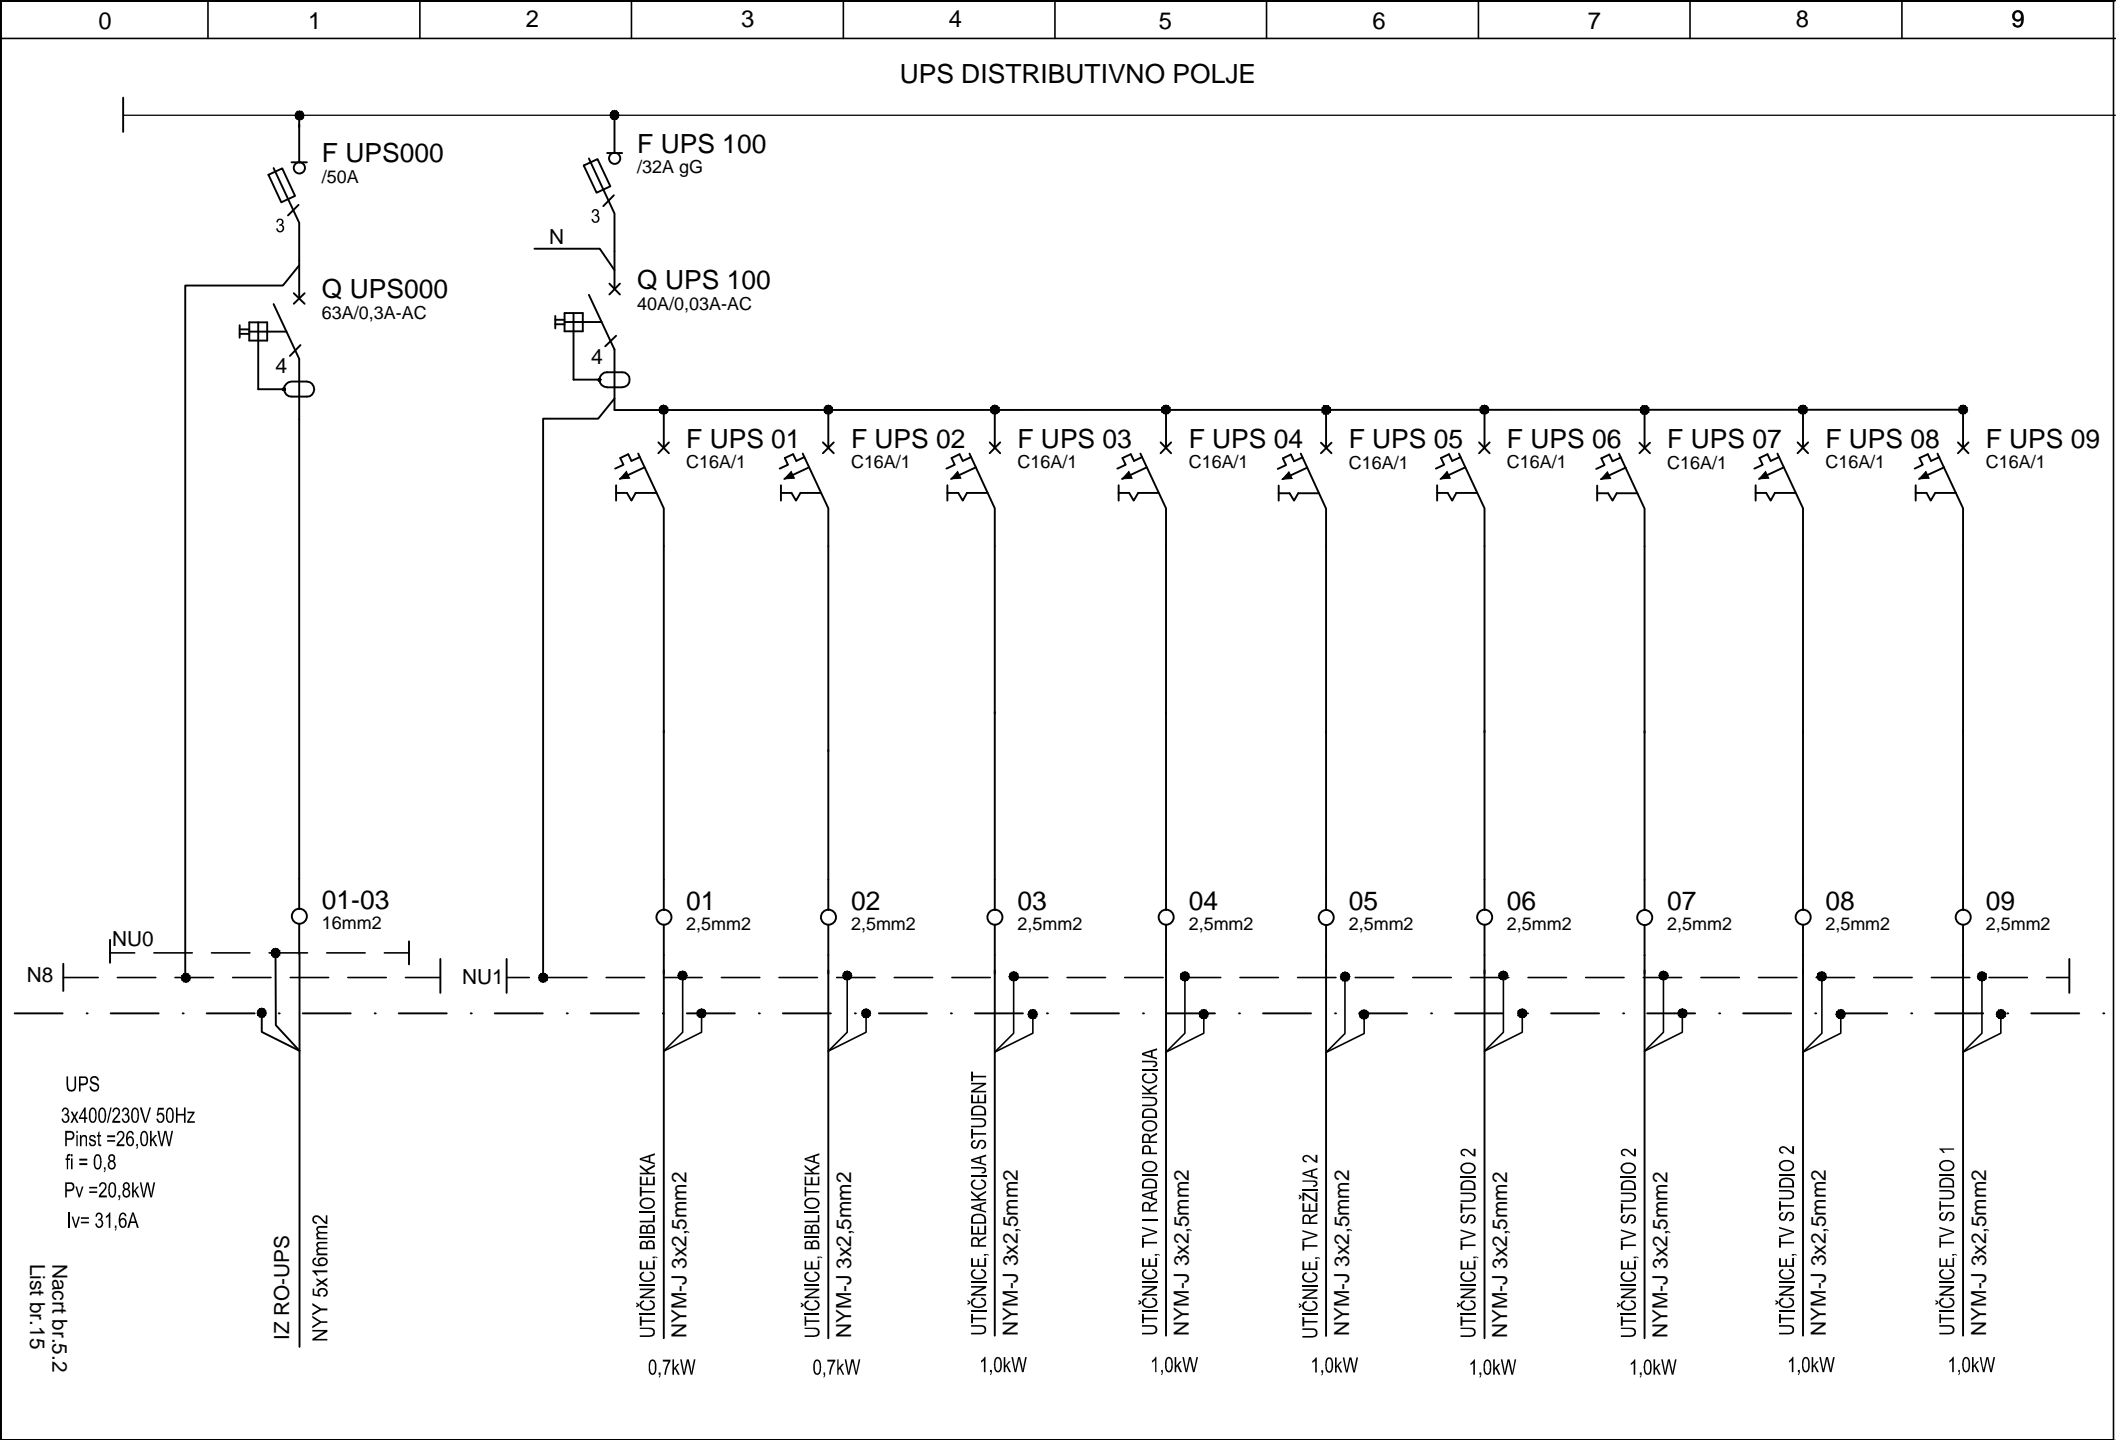 0 1 2 3 4 5 6 7 8 9
UPS DISTRIBUTIVNO POLJE
F UPS000
/50A
3
Q UPS000
63A/0,3A-AC
4
F UPS 100
/32A gG
3
N
Q UPS 100
40A/0,03A-AC
4
F UPS 01
C16A/1
F UPS 02
C16A/1
F UPS 03
C16A/1
F UPS 04
C16A/1
F UPS 05
C16A/1
F UPS 06
C16A/1
F UPS 07
C16A/1
F UPS 08
C16A/1
F UPS 09
C16A/1
01-03
16mm2
01
2,5mm2
02
2,5mm2
03
2,5mm2
04
2,5mm2
05
2,5mm2
06
2,5mm2
07
2,5mm2
08
2,5mm2
09
2,5mm2
NU0
N8
NU1
UPS
3x400/230V 50Hz
Pinst =26,0kW
fi = 0,8
Pv =20,8kW
Iv= 31,6A
Nacrt br.5.2
List br.15
IZ RO-UPS
NYY 5x16mm2
UTIČNICE, BIBLIOTEKA
NYM-J 3x2,5mm2
0,7kW
UTIČNICE, BIBLIOTEKA
NYM-J 3x2,5mm2
0,7kW
UTIČNICE, REDAKCIJA STUDENT
NYM-J 3x2,5mm2
1,0kW
UTIČNICE, TV I RADIO PRODUKCIJA
NYM-J 3x2,5mm2
1,0kW
UTIČNICE, TV REŽIJA 2
NYM-J 3x2,5mm2
1,0kW
UTIČNICE, TV STUDIO 2
NYM-J 3x2,5mm2
1,0kW
UTIČNICE, TV STUDIO 2
NYM-J 3x2,5mm2
1,0kW
UTIČNICE, TV STUDIO 2
NYM-J 3x2,5mm2
1,0kW
UTIČNICE, TV STUDIO 1
NYM-J 3x2,5mm2
1,0kW